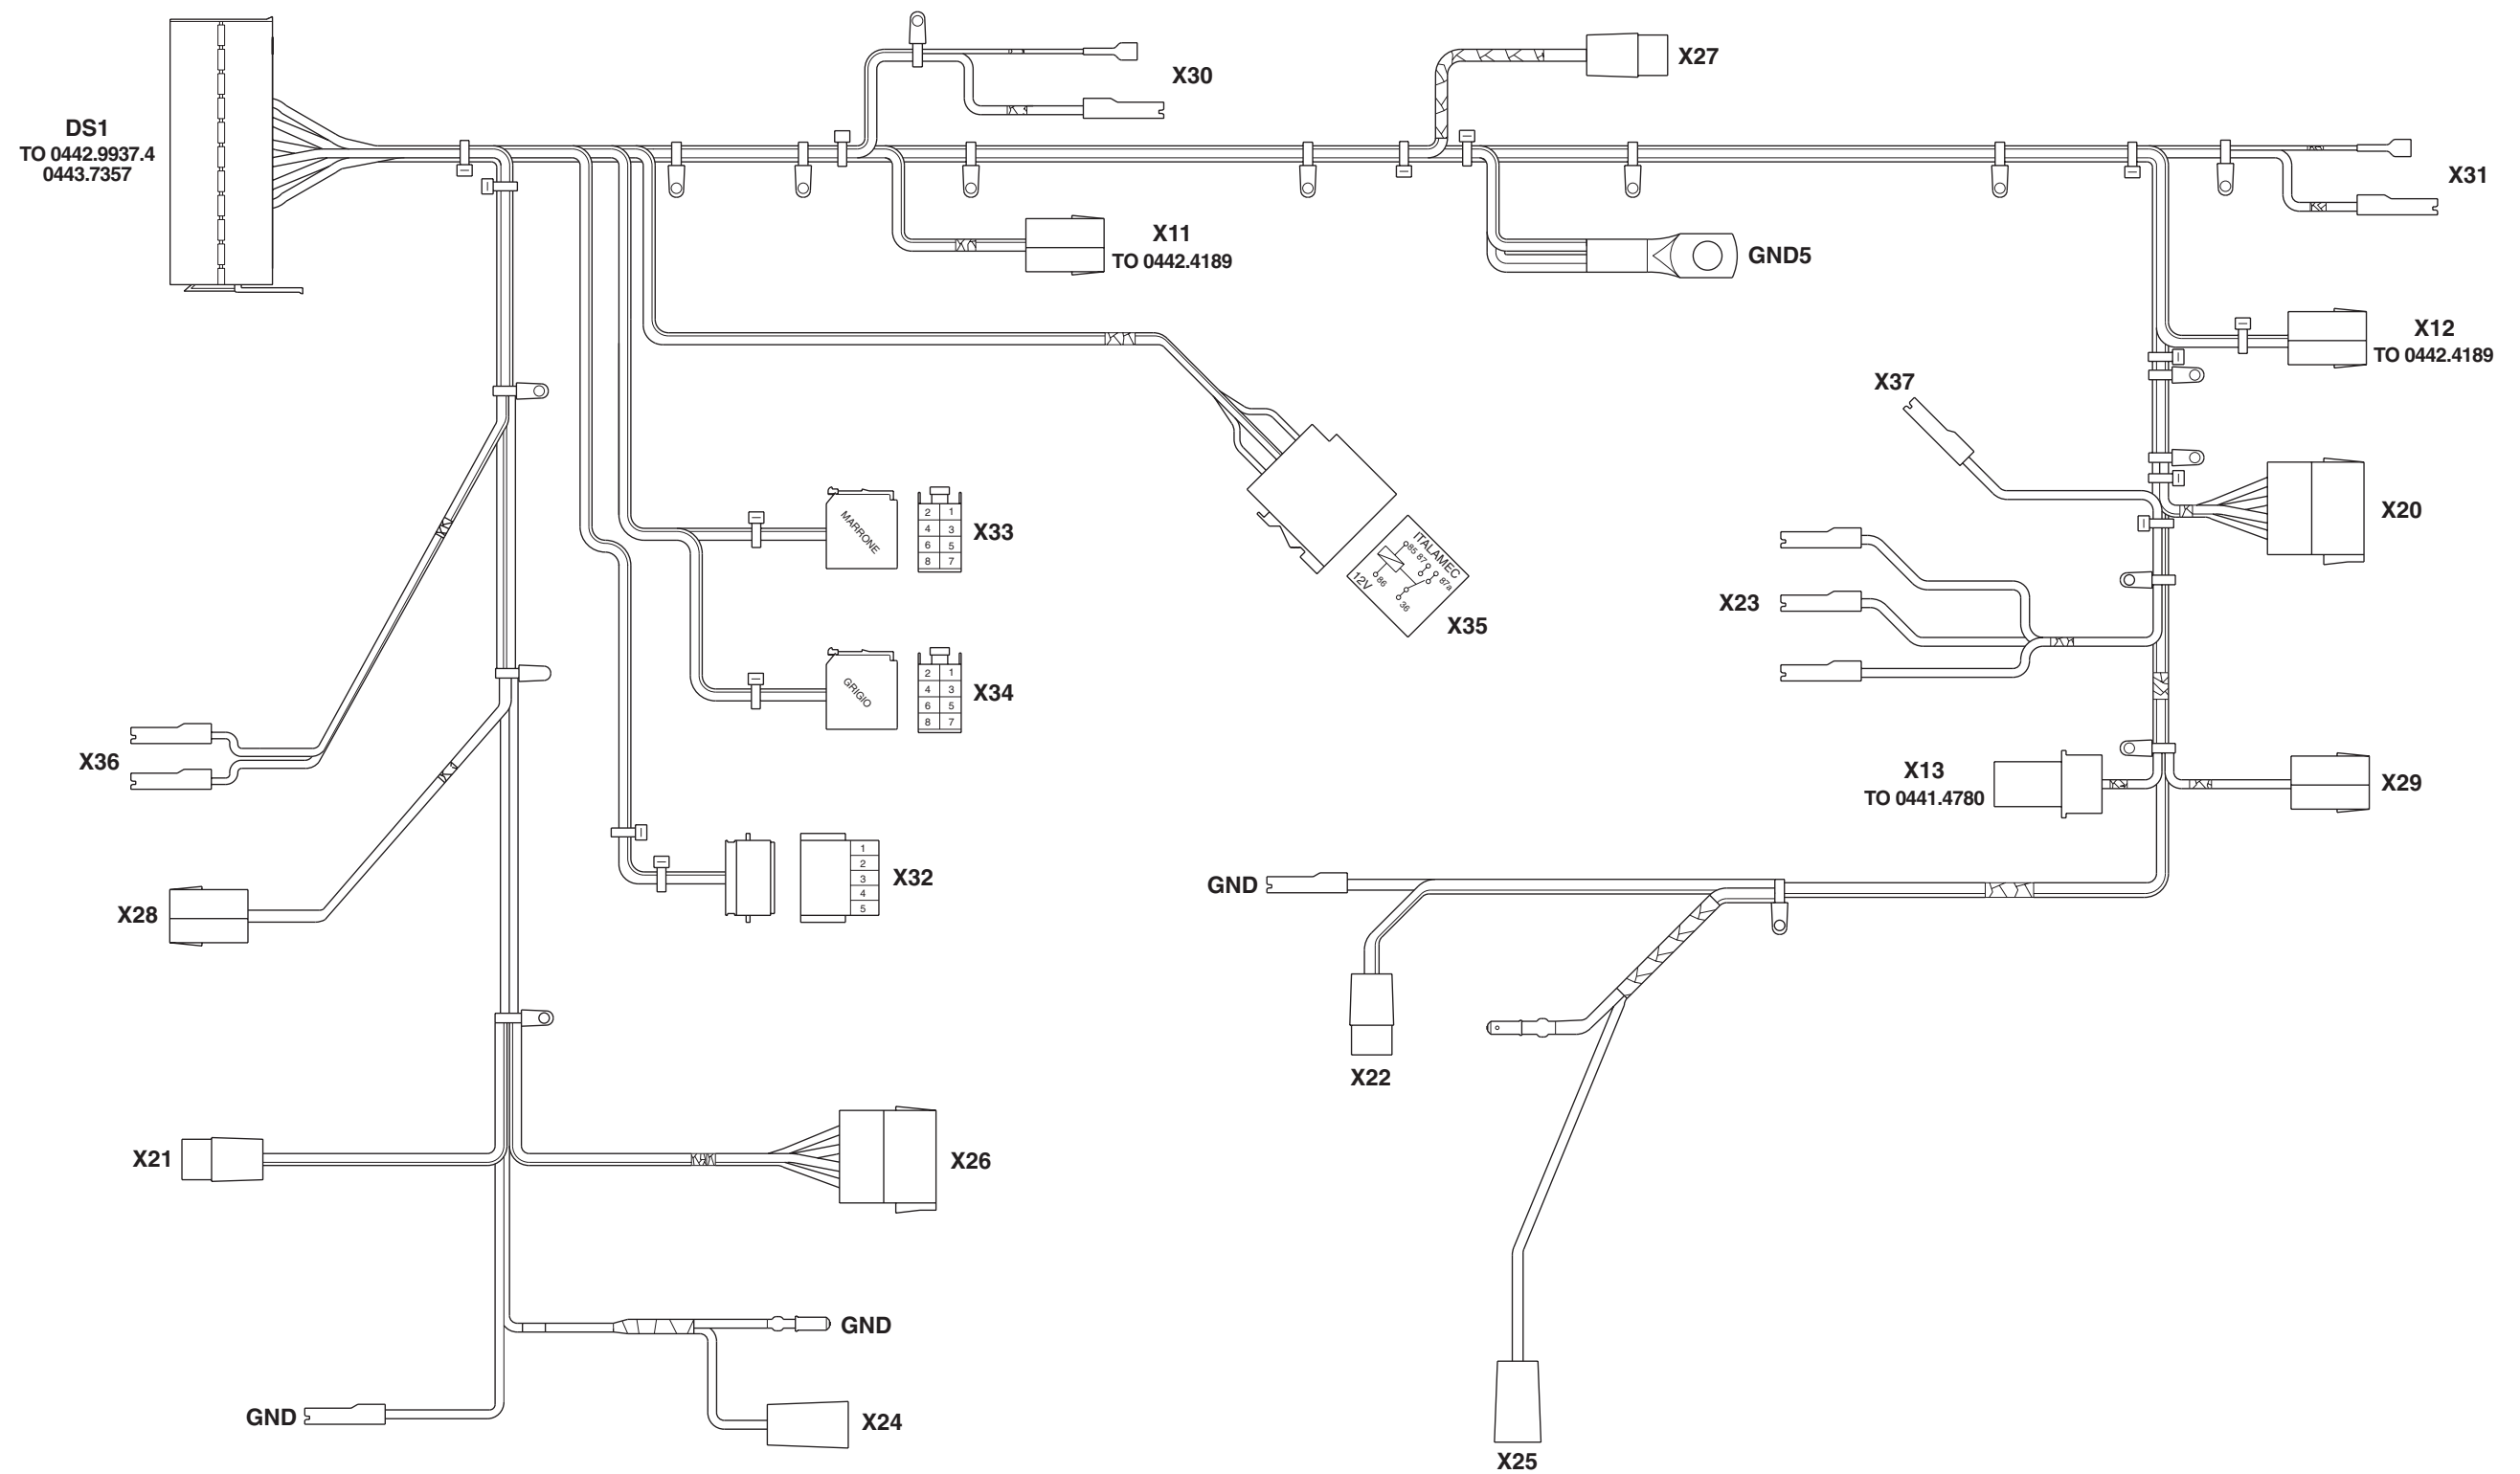 X30
X27
DS1
TO 0442.9937.4
0443.7357
X31
X11
TO 0442.4189
GND5
X12
TO 0442.4189
X37
MARRONE
2 1
4 3
6 5
8 7
X33
X20
ITALAMEC
85
87
87a
86
12V
36
X35
X23
GRIGIO
2 1
4 3
6 5
8 7
X34
X36
X13
TO 0441.4780
X29
1
2
3
4
5
X32
GND
X28
X22
X21
X26
GND
GND
X24
X25